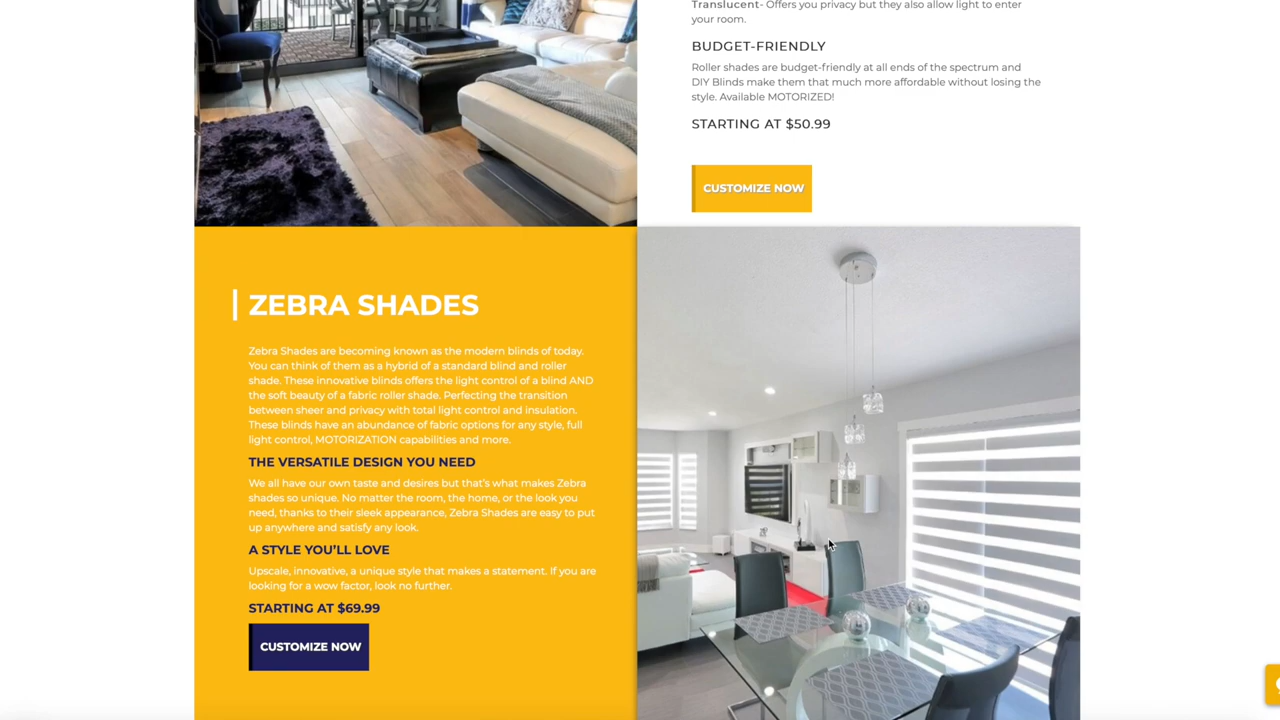 Translucent- Offers you privacy but they also allow light to enter
your room.
BUDGET-FRIENDLY
Roller shades are budget-friendly at all ends of the spectrum and
DIY Blinds make them that much more affordable without losing the
style. Available MOTORIZED!
STARTING AT $50.99
CUSTOMIZE NOW
ZEBRA SHADES
Zebra Shades are becoming known as the modern blinds of today.
You can think of them as a hybrid of a standard blind and roller
shade. These innovative blinds offers the light control of a blind AND
the soft beauty of a fabric roller shade. Perfecting the transition
between sheer and privacy with total light control and insulation.
These blinds have an abundance of fabric options for any style, full
light control, MOTORIZATION capabilities and more.
THE VERSATILE DESIGN YOU NEED
We all have our own taste and desires but that's what makes Zebra
shades so unique. No matter the room, the home, or the look you
need, thanks to their sleek appearance, Zebra Shades are easy to put
up anywhere and satisfy any look.
A STYLE YOU'LL LOVE
Upscale, innovative, a unique style that makes a statement. If you are
looking for a wow factor, look no further.
STARTING AT $69.99
CUSTOMIZE NOW